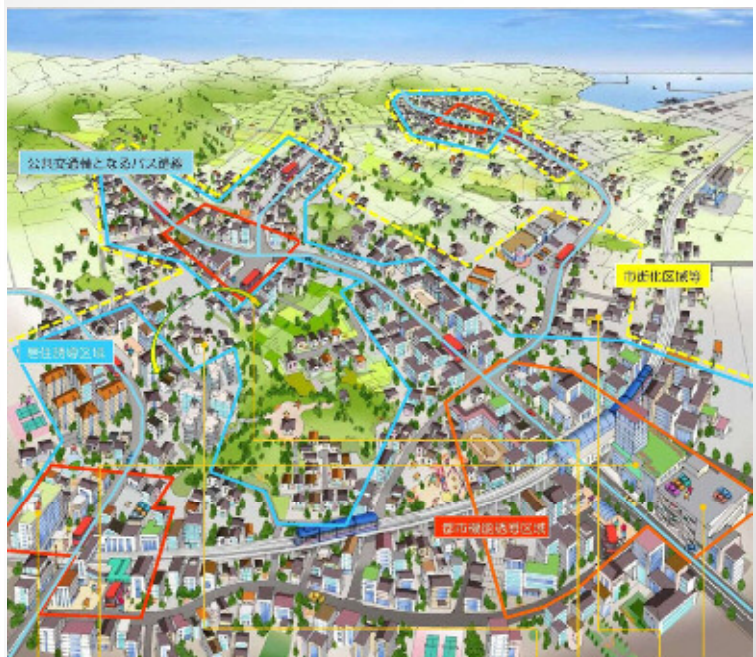 公共交通軸となるバス路線
市街化区域等
居住誘導区域
都市機能誘導区域